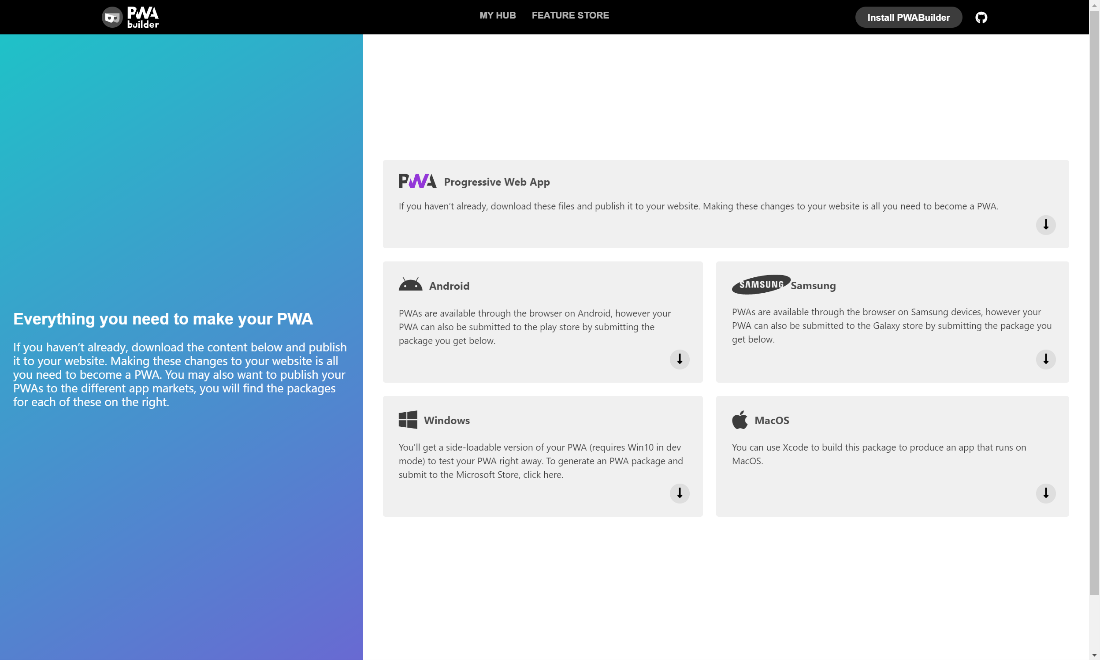 PWA
builder
MY HUB
FEATURE STORE
Install PWABuilder
Everything you need to make your PWA
If you haven’t already, download the content below and publish
it to your website. Making these changes to your website is all
you need to become a PWA. You may also want to publish your
PWAs to the different app markets, you will find the packages
for each of these on the right.
PWA Progressive Web App
If you haven't already, download these files and publish it to your website. Making these changes to your website is all you need to become a PWA.
Android
PWAs are available through the browser on Android, however your
PWA can also be submitted to the play store by submitting the
package you get below.
SAMSUNG Samsung
PWAs are available through the browser on Samsung devices, however your
PWA can also be submitted to the Galaxy store by submitting the package you
get below.
Windows
You'll get a side-loadable version of your PWA (requires Win10 in dev
mode) to test your PWA right away. To generate an PWA package and
submit to the Microsoft Store, click here.
MacOS
You can use Xcode to build this package to produce an app that runs on
MacOS.